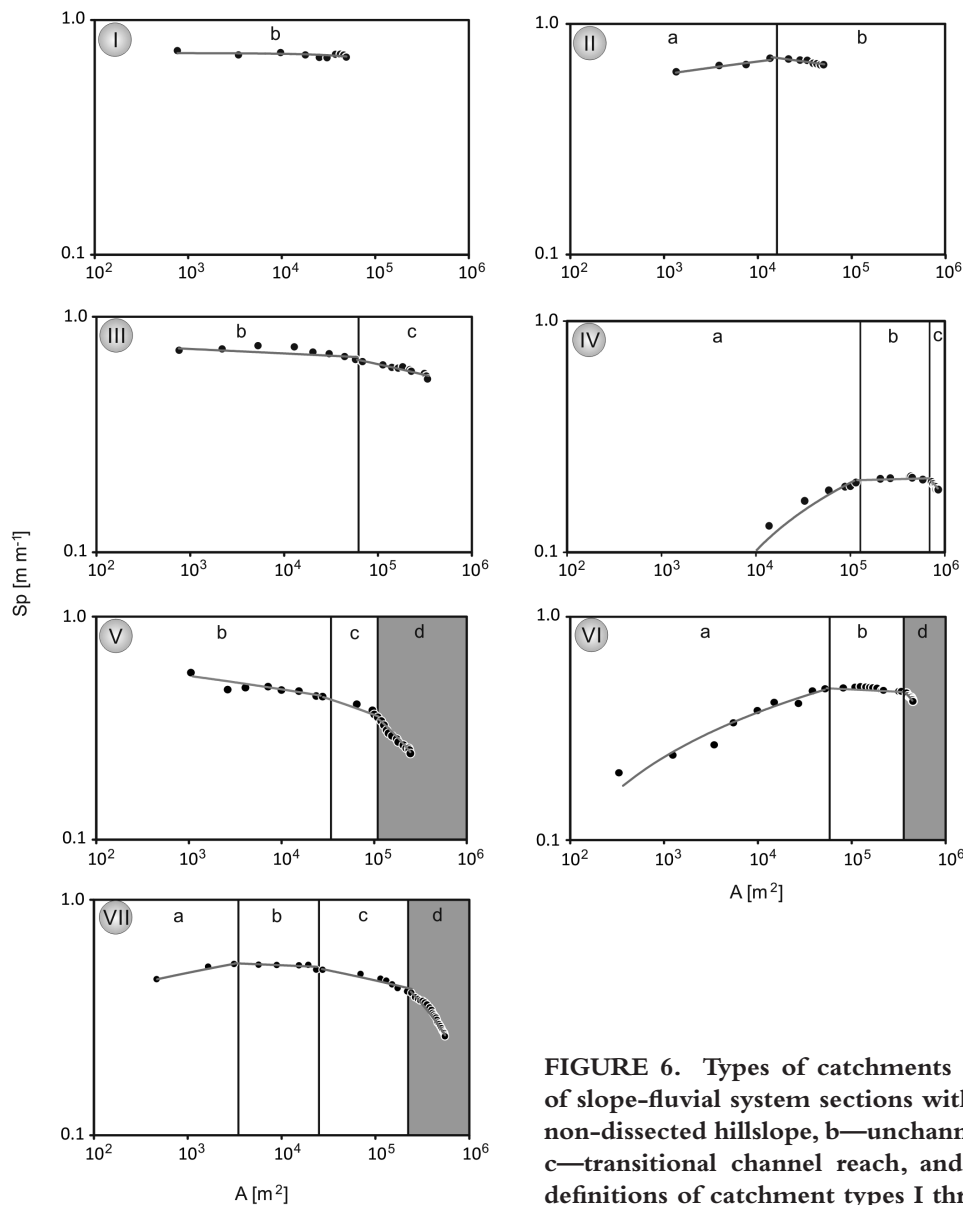 I
b
1.0
0.1
10² 10³ 10⁴ 10⁵ 10⁶
II
a b
1.0
0.1
10² 10³ 10⁴ 10⁵ 10⁶
III
b c
1.0
0.1
10² 10³ 10⁴ 10⁵ 10⁶
IV
a b c
1.0
0.1
10² 10³ 10⁴ 10⁵ 10⁶
Sp [m m⁻¹]
V
b c d
1.0
0.1
10² 10³ 10⁴ 10⁵ 10⁶
VI
a b d
1.0
0.1
10² 10³ 10⁴ 10⁵ 10⁶
A [m²]
VII
a b c d
1.0
0.1
10² 10³ 10⁴ 10⁵ 10⁶
A [m²]
FIGURE 6. Types of catchments
of slope-fluvial system sections with
non-dissected hillslope, b—unchann
c—transitional channel reach, and
definitions of catchment types I thr